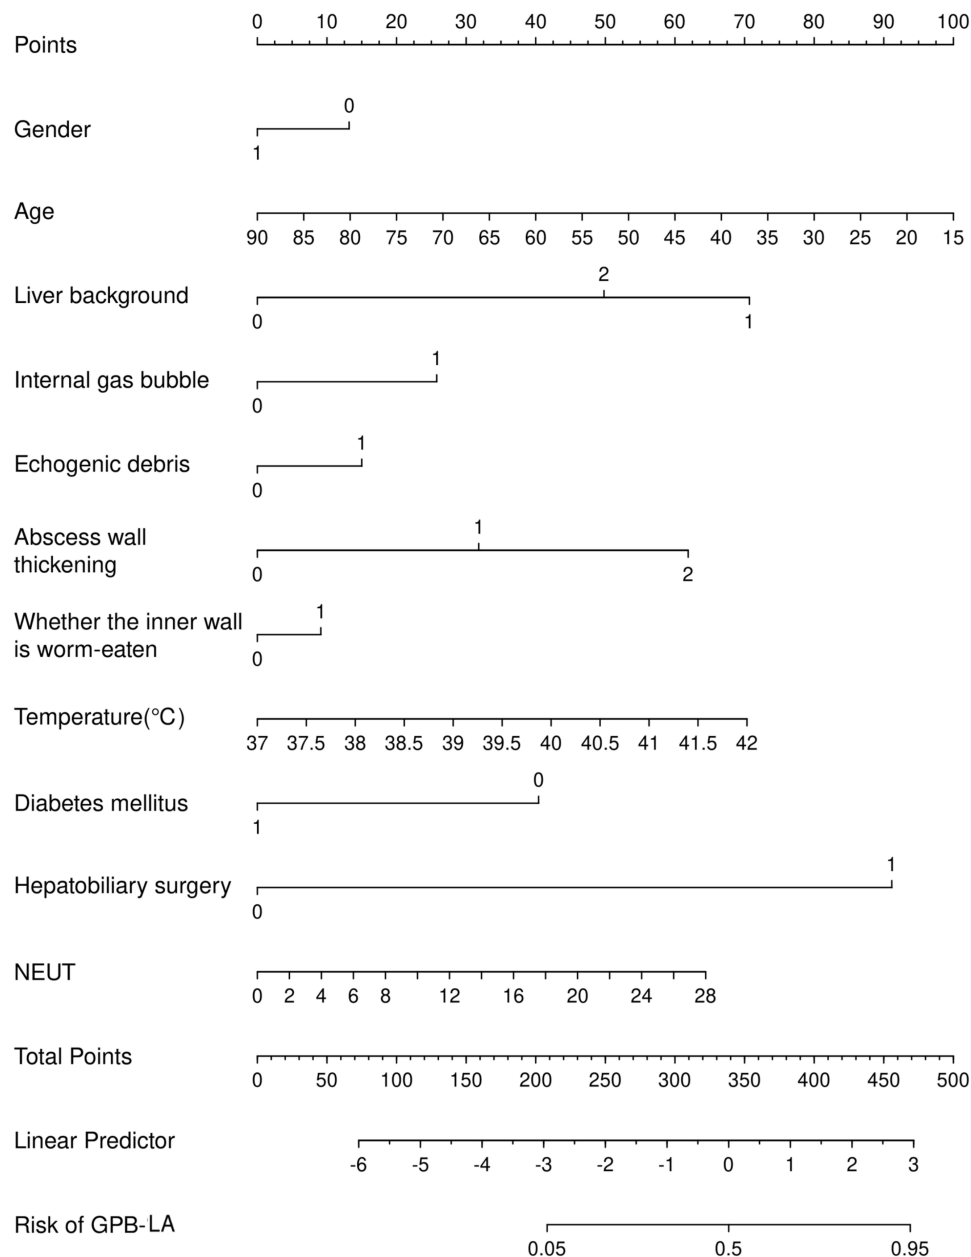 0 10 20 30 40 50 60 70 80 90 100
Points
0
Gender
1
Age
90 85 80 75 70 65 60 55 50 45 40 35 30 25 20 15
2
Liver background
0 1
1
Internal gas bubble
0
1
Echogenic debris
0
1
Abscess wall
thickening
0 2
1
Whether the inner wall
is worm-eaten
0
Temperature(°C)
37 37.5 38 38.5 39 39.5 40 40.5 41 41.5 42
0
Diabetes mellitus
1
1
Hepatobiliary surgery
0
NEUT
0 2 4 6 8 12 16 20 24 28
Total Points
0 50 100 150 200 250 300 350 400 450 500
Linear Predictor
-6 -5 -4 -3 -2 -1 0 1 2 3
Risk of GPB-LA
0.05 0.5 0.95